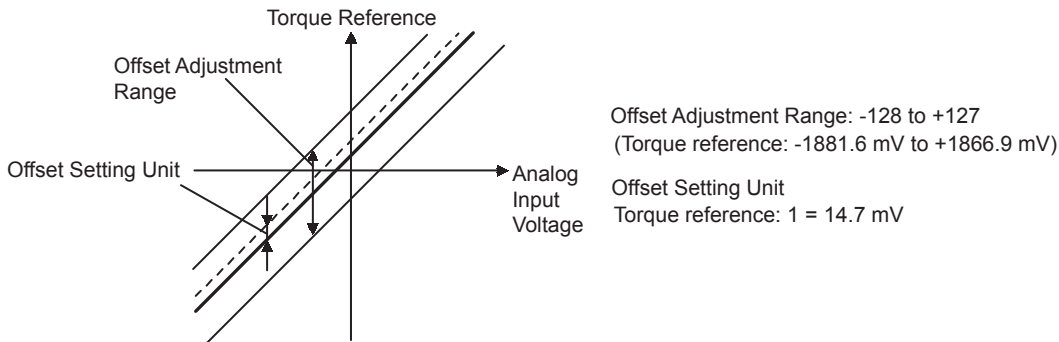 Torque Reference
Offset Adjustment
Range
Offset Setting Unit
Analog
Input
Voltage
Offset Adjustment Range: -128 to +127
(Torque reference: -1881.6 mV to +1866.9 mV)
Offset Setting Unit
Torque reference: 1 = 14.7 mV